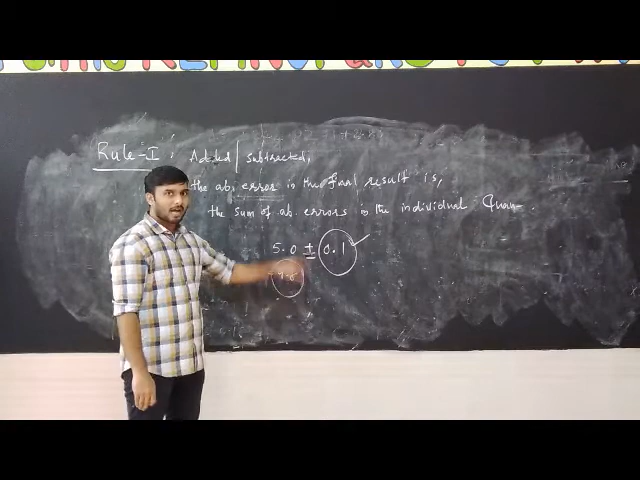 Rule-I : Added | Subtracted,
the ab. error in the final result is,
the sum of ab. errors in the individual Quan-
5.0 ± 0.1